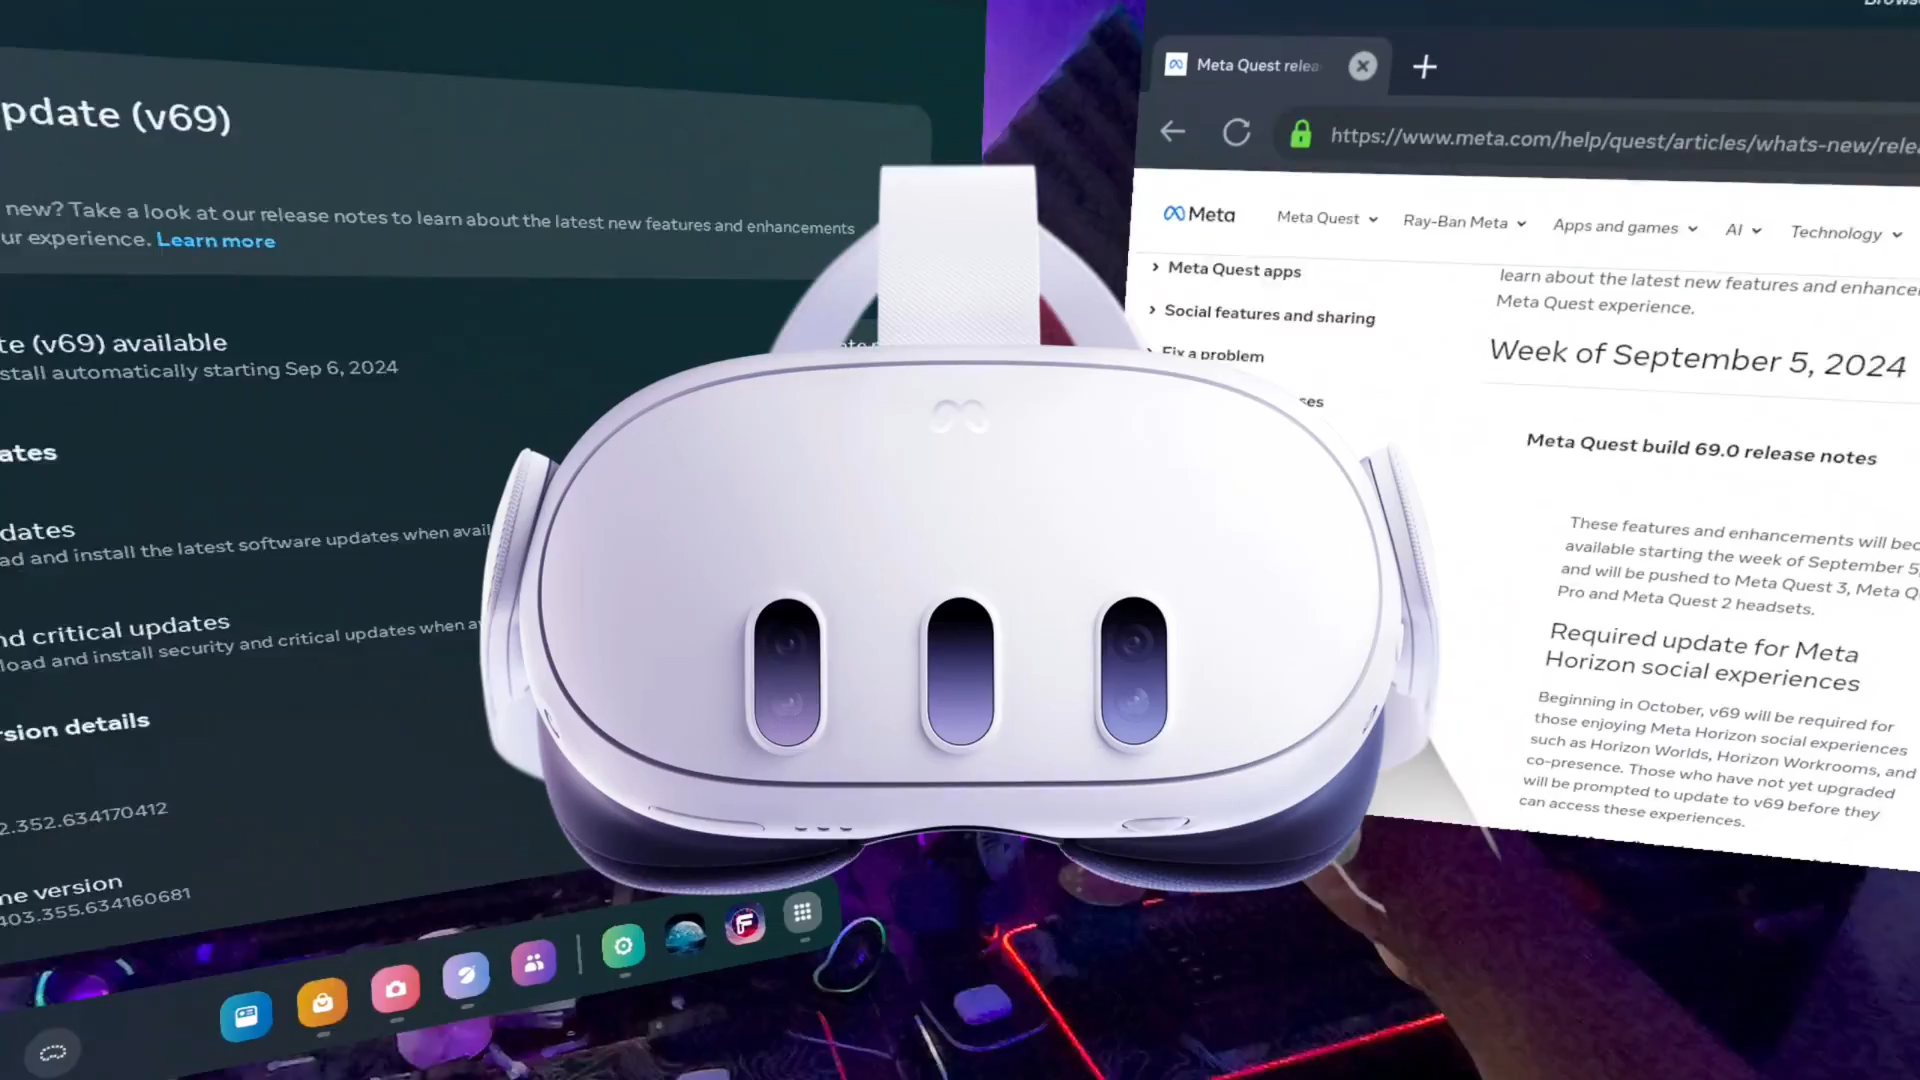 pdate (v69)
new? Take a look at our release notes to learn about the latest new features and enhancements
ur experience. Learn more
te (v69) available
stall automatically starting Sep 6, 2024
ates
dates
ad and install the latest software updates when avail
nd critical updates
load and install security and critical updates when a
rsion details
2.352.634170412
me version
403.355.634160681
Meta Quest relea
https://www.meta.com/help/quest/articles/whats-new/relea
Meta
Meta Quest
Ray-Ban Meta
Apps and games
AI
Technology
Meta Quest apps
Social features and sharing
Fix a problem
ses
learn about the latest new features and enhancer
Meta Quest experience.
Week of September 5, 2024
Meta Quest build 69.0 release notes
These features and enhancements will bec
available starting the week of September 5,
and will be pushed to Meta Quest 3, Meta Q
Pro and Meta Quest 2 headsets.
Required update for Meta
Horizon social experiences
Beginning in October, v69 will be required for
those enjoying Meta Horizon social experiences
such as Horizon Worlds, Horizon Workrooms, and
co-presence. Those who have not yet upgraded
will be prompted to update to v69 before they
can access these experiences.